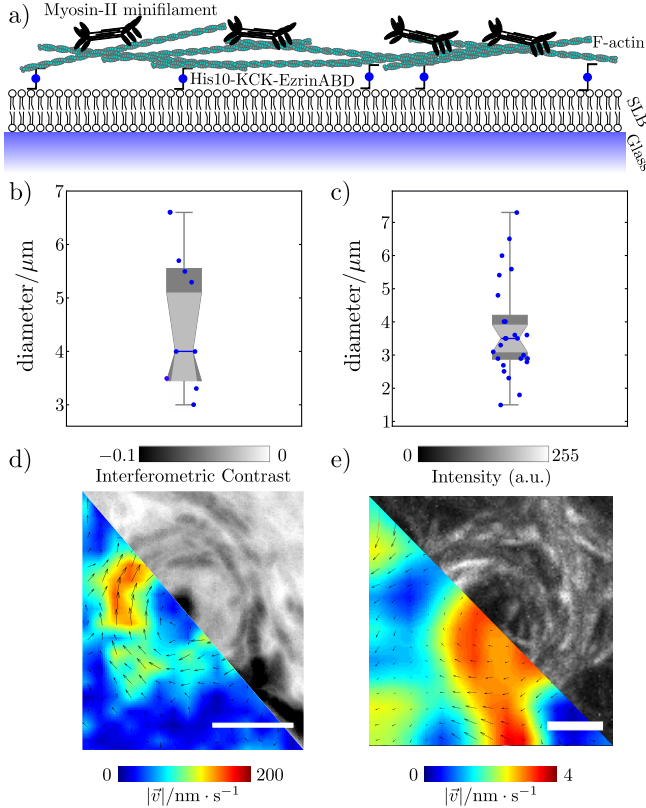 a)
Myosin-II minifilament
F-actin
His10-KCK-EzrinABD
SLB
Glass
b)
7
6
5
4
3
diameter/μm
c)
7
6
5
4
3
2
1
diameter/μm
−0.1 0
Interferometric Contrast
0 255
Intensity (a.u.)
d)
e)
0 200
|v⃗|/nm · s⁻¹
0 4
|v⃗|/nm · s⁻¹